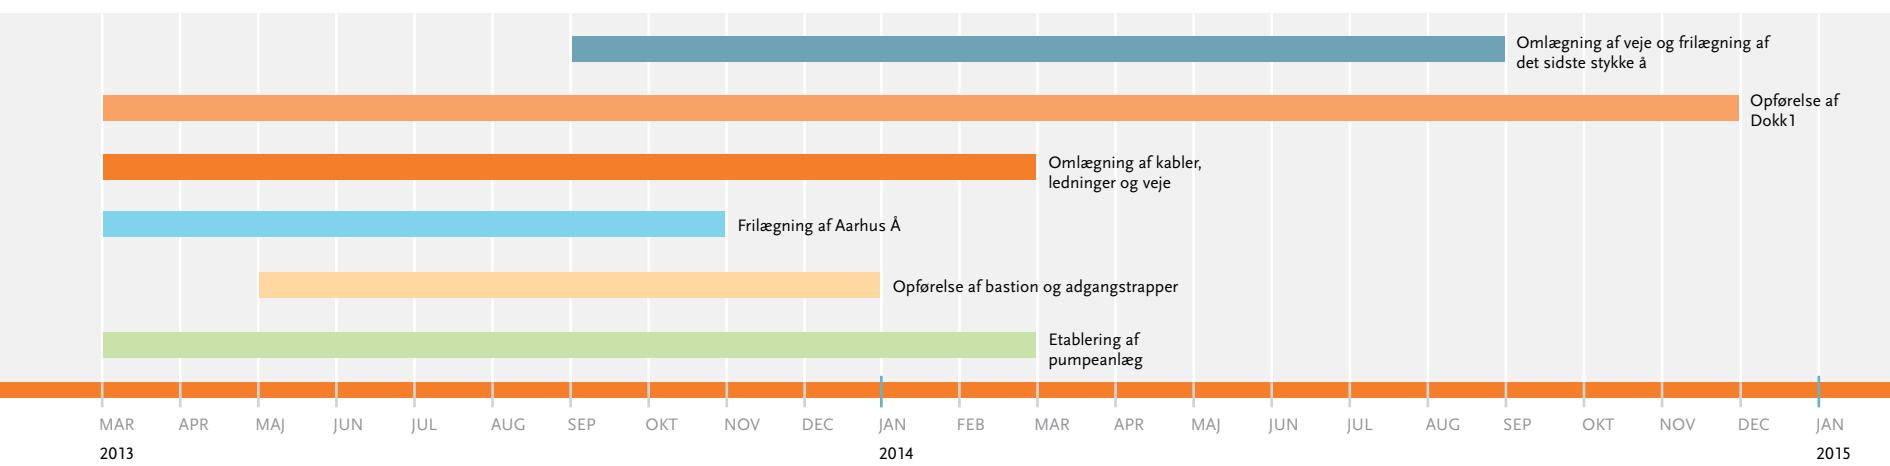 Omlægning af veje og frilægning af
det sidste stykke å
Opførelse af
Dokk1
Omlægning af kabler,
ledninger og veje
Frilægning af Aarhus Å
Opførelse af bastion og adgangstrapper
Etablering af
pumpeanlæg
MAR APR MAJ JUN JUL AUG SEP OKT NOV DEC JAN FEB MAR APR MAJ JUN JUL AUG SEP OKT NOV DEC JAN
2013 2014 2015